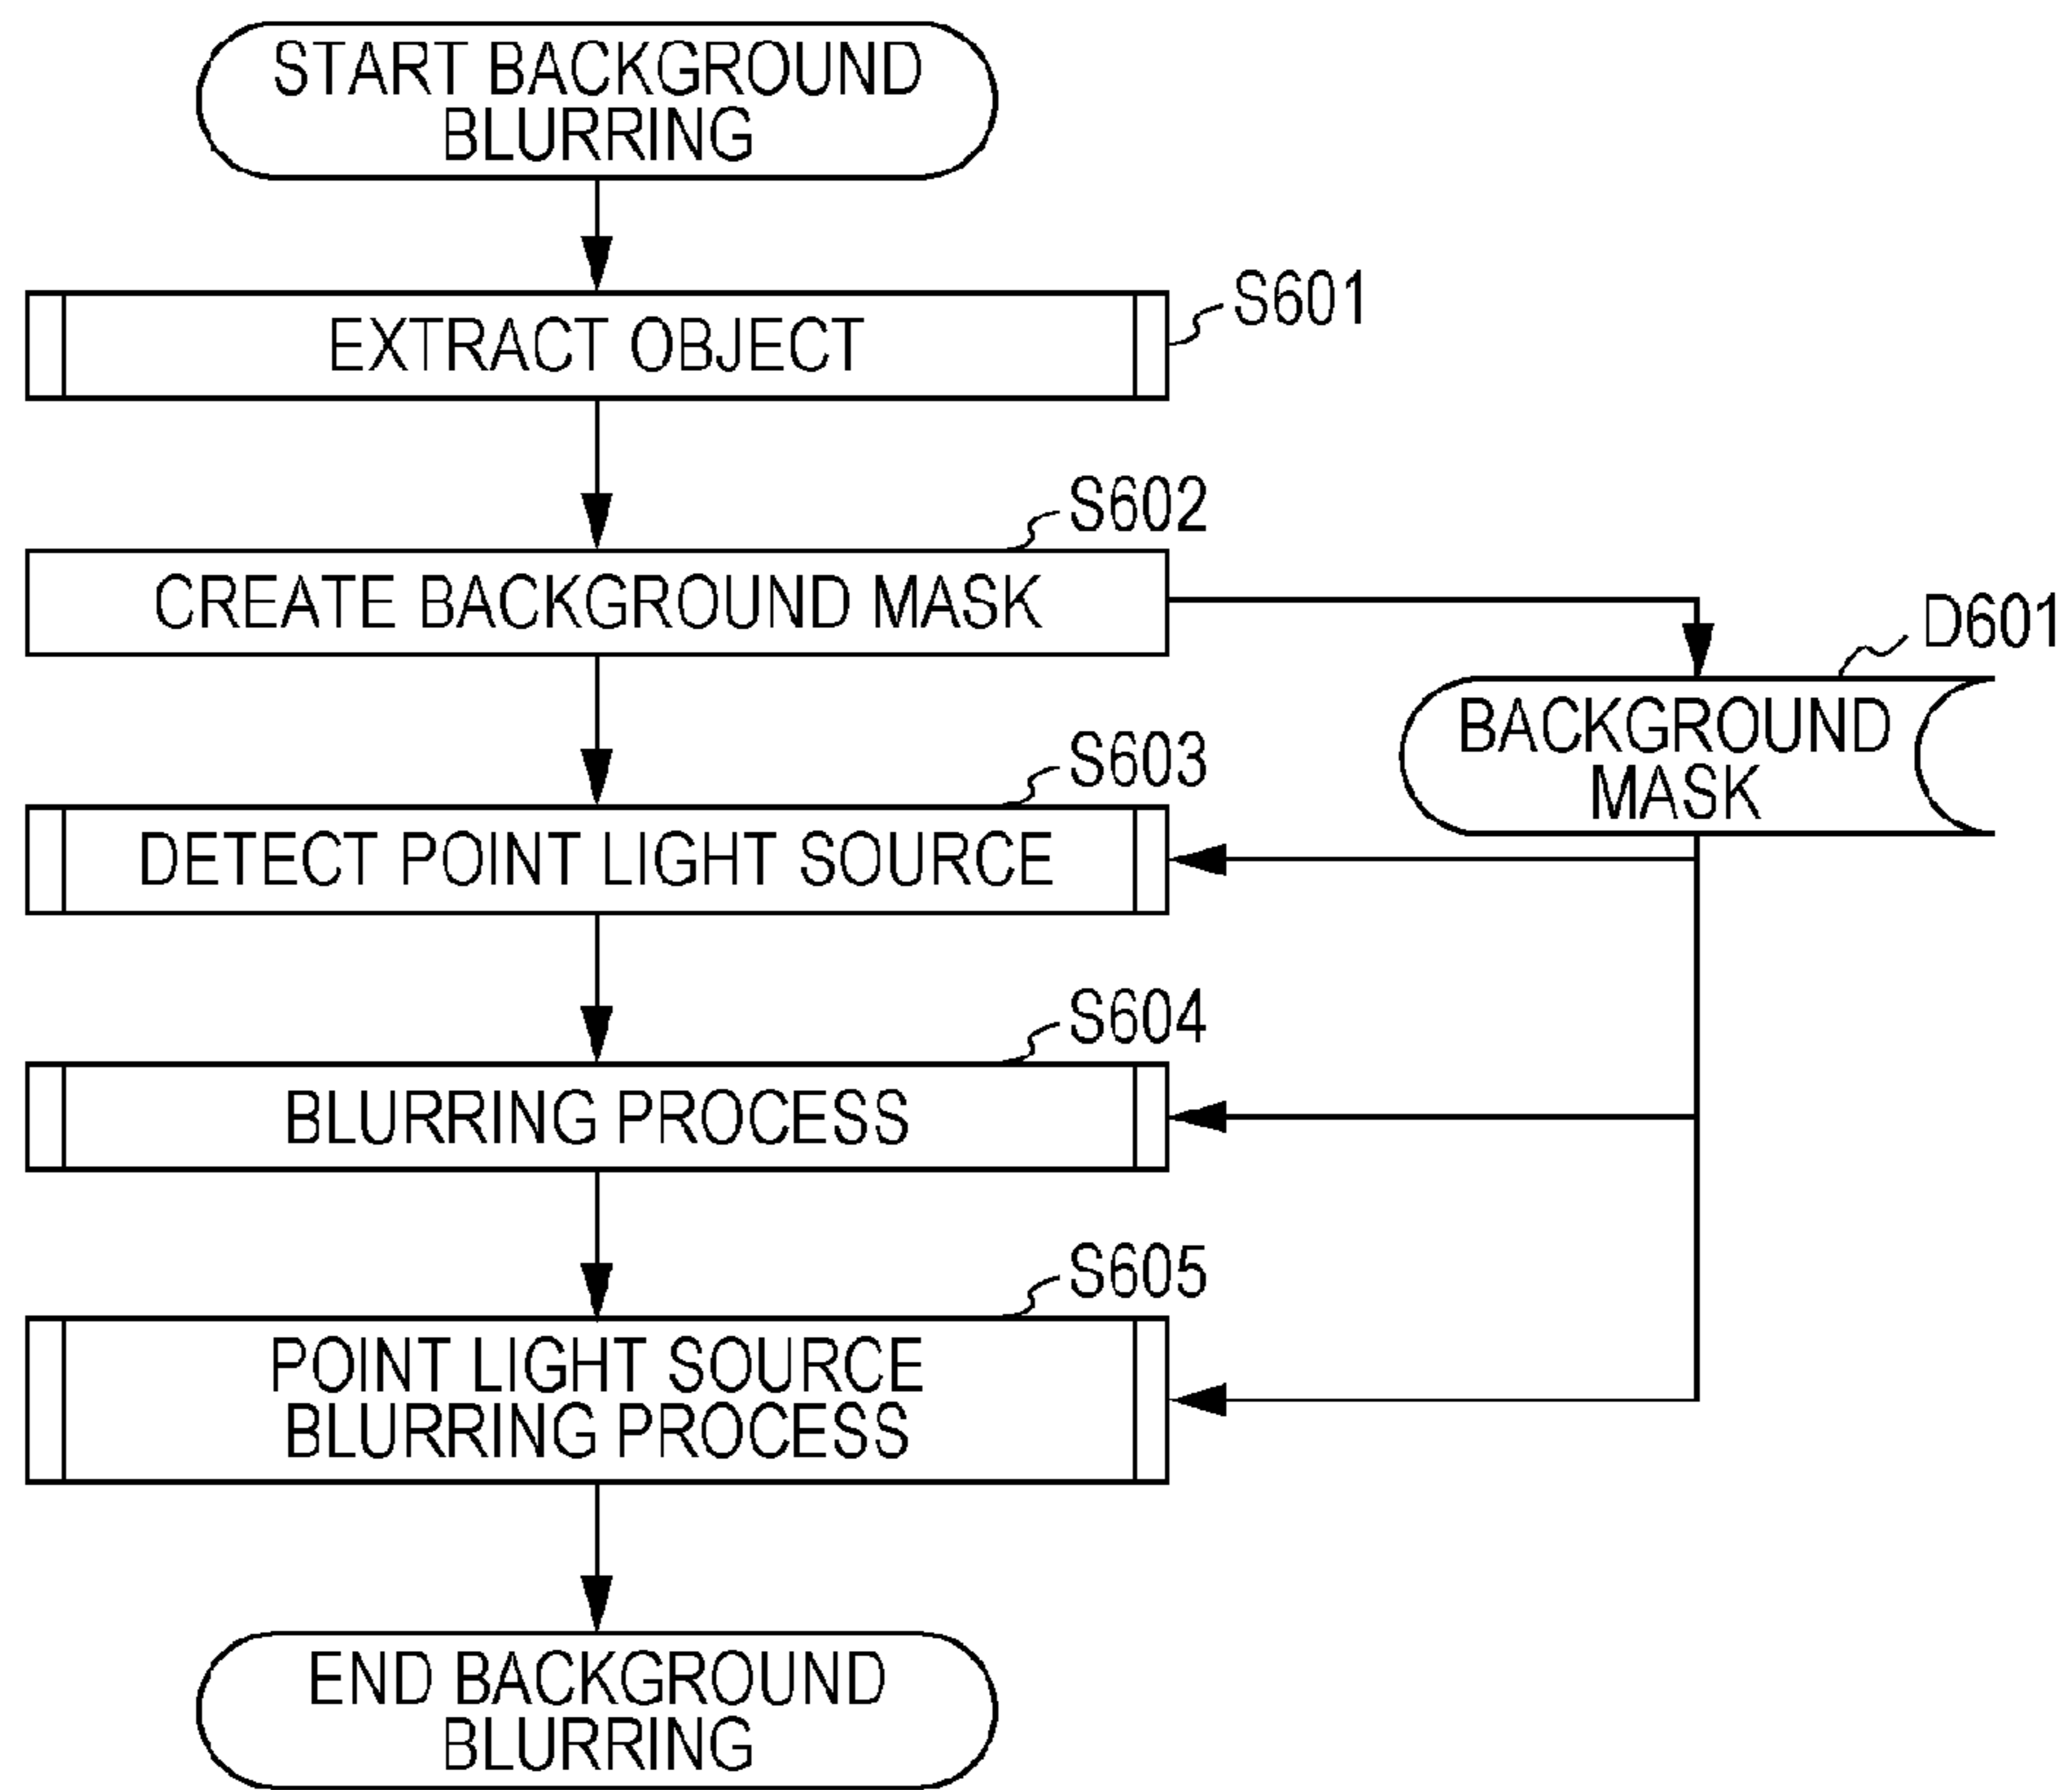 START BACKGROUND
BLURRING
S601
EXTRACT OBJECT
S602
CREATE BACKGROUND MASK
D601
BACKGROUND
MASK
S603
DETECT POINT LIGHT SOURCE
S604
BLURRING PROCESS
S605
POINT LIGHT SOURCE
BLURRING PROCESS
END BACKGROUND
BLURRING